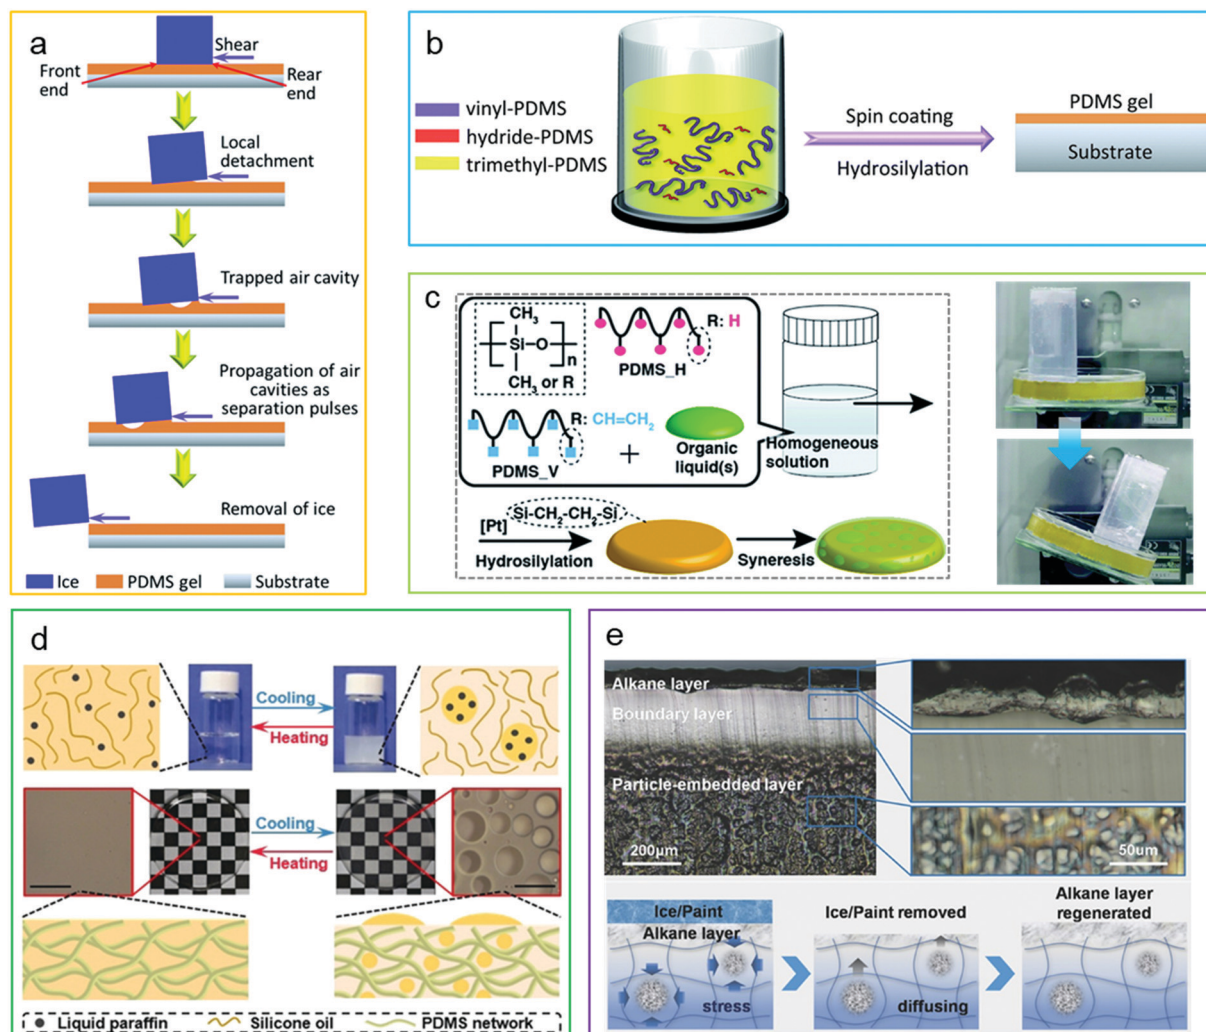 a
Shear
Front
end
Rear
end
Local
detachment
Trapped air cavity
Propagation of air
cavities as
separation pulses
Removal of ice
Ice
PDMS gel
Substrate
b
vinyl-PDMS
hydride-PDMS
trimethyl-PDMS
Spin coating
Hydrosilylation
PDMS gel
Substrate
c
CH3
Si O
n
CH3 or R
R: H
PDMS_H
R: CH=CH2
PDMS_V
+
Organic
liquid(s)
Homogeneous
solution
Si-CH2-CH2-Si
[Pt]
Hydrosilylation
Syneresis
d
Cooling
Heating
Cooling
Heating
Liquid paraffin
Silicone oil
PDMS network
e
Alkane layer
Boundary layer
Particle-embedded layer
200μm
50um
Ice/Paint
Alkane layer
stress
Ice/Paint removed
diffusing
Alkane layer
regenerated